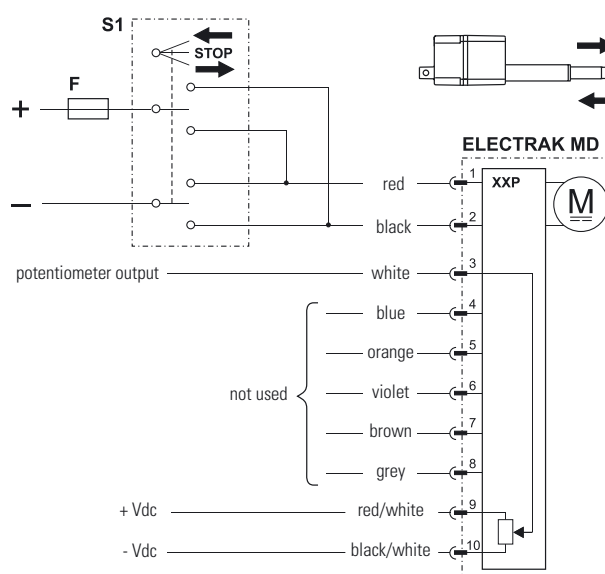 S1
STOP
F
+
–
ELECTRAK MD
XXP
M
red 1
black 2
potentiometer output white 3
blue 4
orange 5
not used violet 6
brown 7
grey 8
+ Vdc red/white 9
- Vdc black/white 10